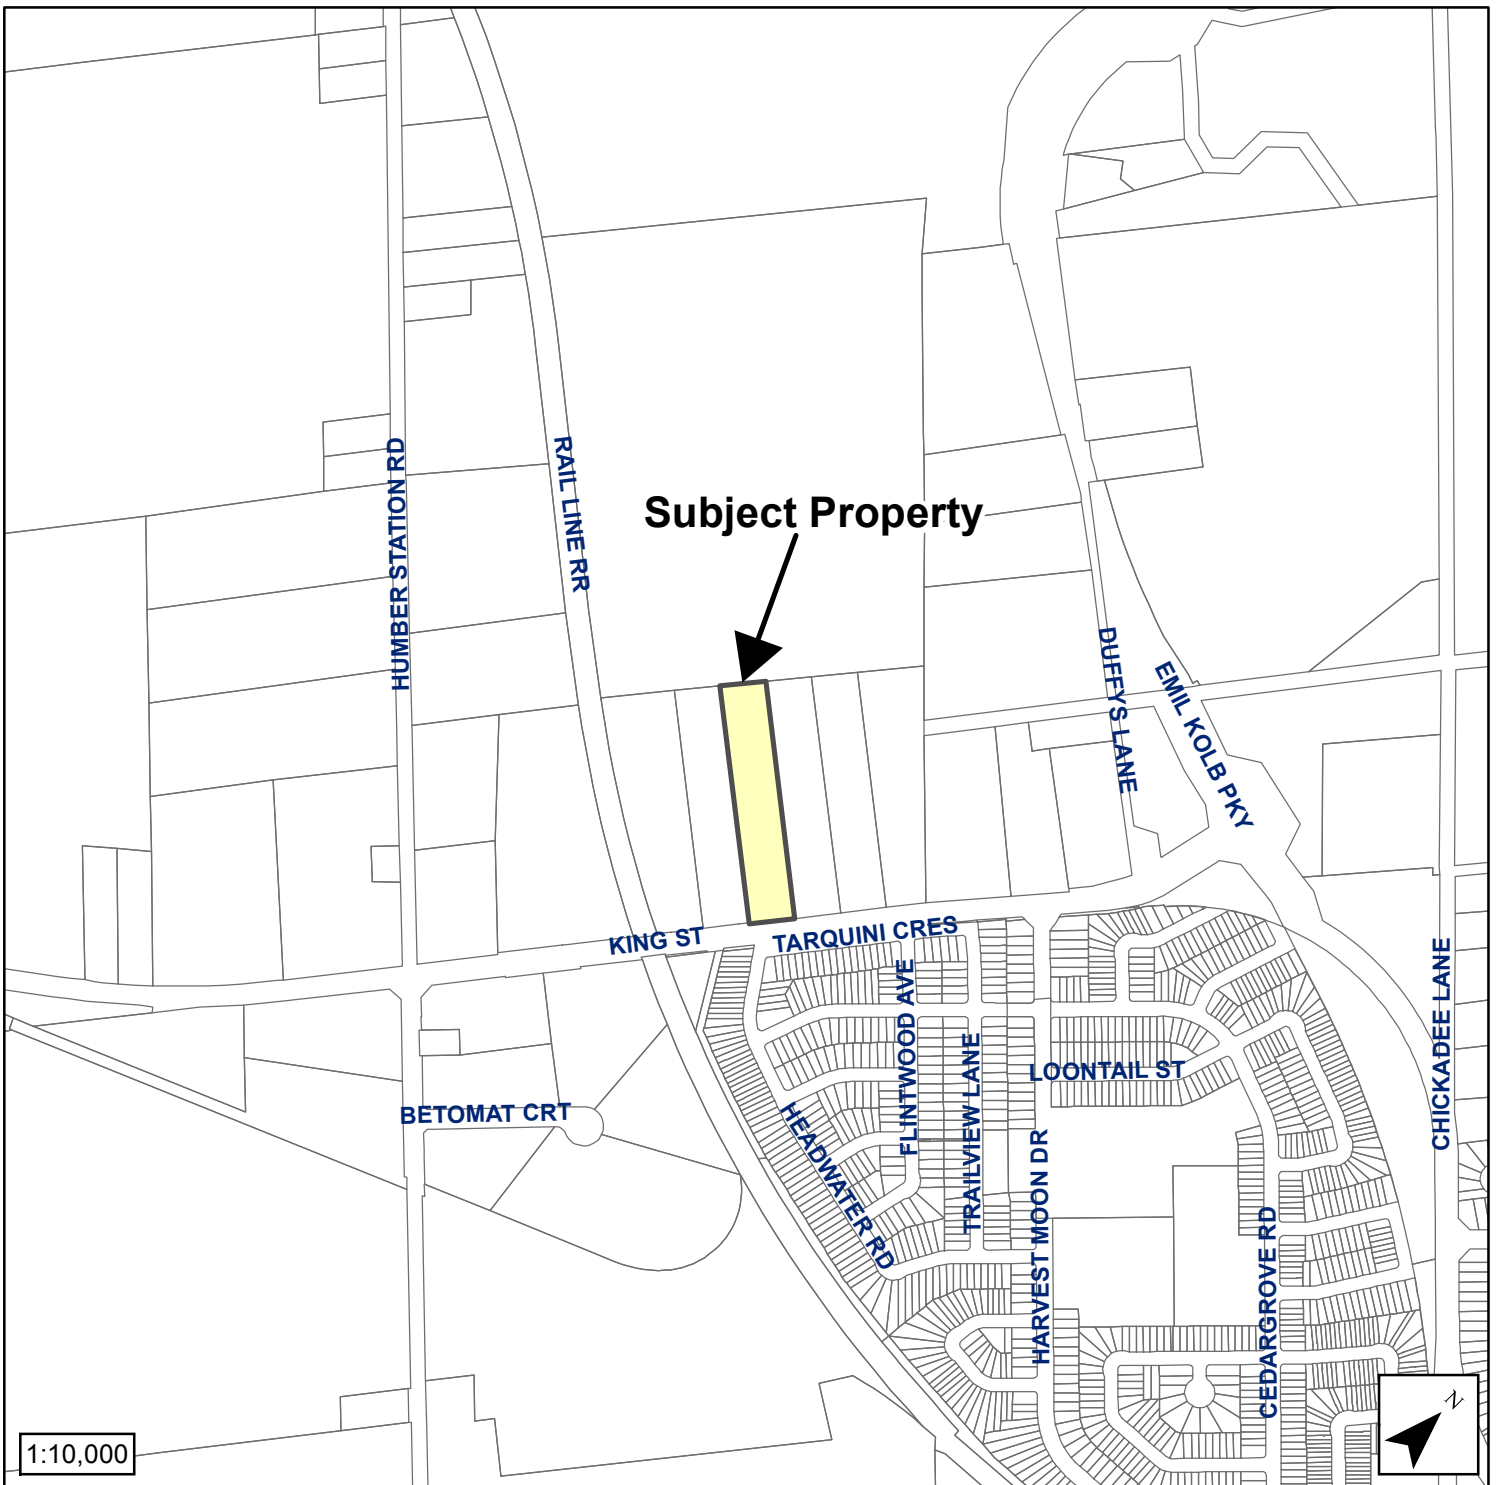 HUMBER STATION RD
RAIL LINE RR
Subject Property
DUFFYS LANE
EMIL KOLB PKY
KING ST
TARQUINI CRES
FLINTWOOD AVE
TRAILVIEW LANE
LOONTAIL ST
CHICKADEE LANE
BETOMAT CRT
HEADWATER RD
HARVEST MOON DR
CEDARGROVE RD
1:10,000
N